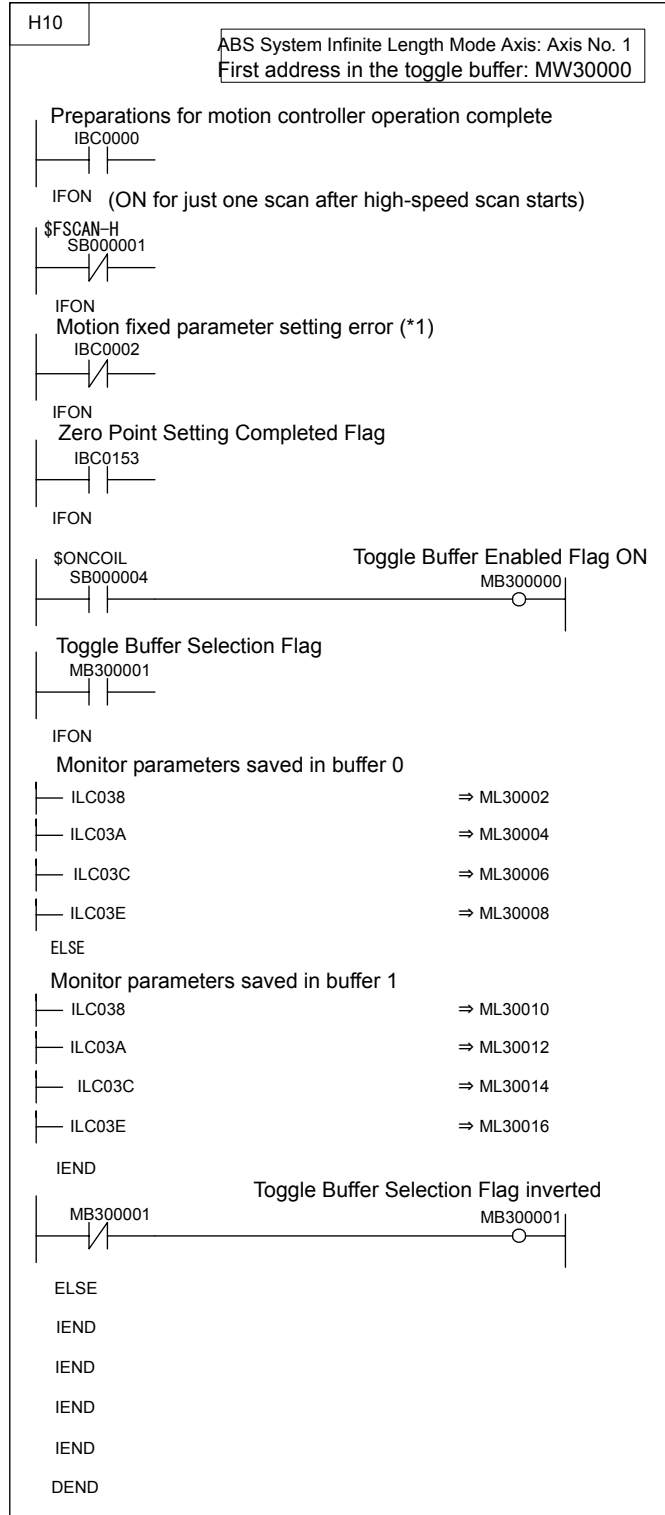 H10
ABS System Infinite Length Mode Axis: Axis No. 1
First address in the toggle buffer: MW30000
Preparations for motion controller operation complete
IBC0000
IFON (ON for just one scan after high-speed scan starts)
$FSCAN-H
SB000001
IFON
Motion fixed parameter setting error (*1)
IBC0002
IFON
Zero Point Setting Completed Flag
IBC0153
IFON
$ONCOIL Toggle Buffer Enabled Flag ON
SB000004 MB300000
Toggle Buffer Selection Flag
MB300001
IFON
Monitor parameters saved in buffer 0
ILC038 ⇒ ML30002
ILC03A ⇒ ML30004
ILC03C ⇒ ML30006
ILC03E ⇒ ML30008
ELSE
Monitor parameters saved in buffer 1
ILC038 ⇒ ML30010
ILC03A ⇒ ML30012
ILC03C ⇒ ML30014
ILC03E ⇒ ML30016
IEND
Toggle Buffer Selection Flag inverted
MB300001 MB300001
ELSE
IEND
IEND
IEND
IEND
DEND